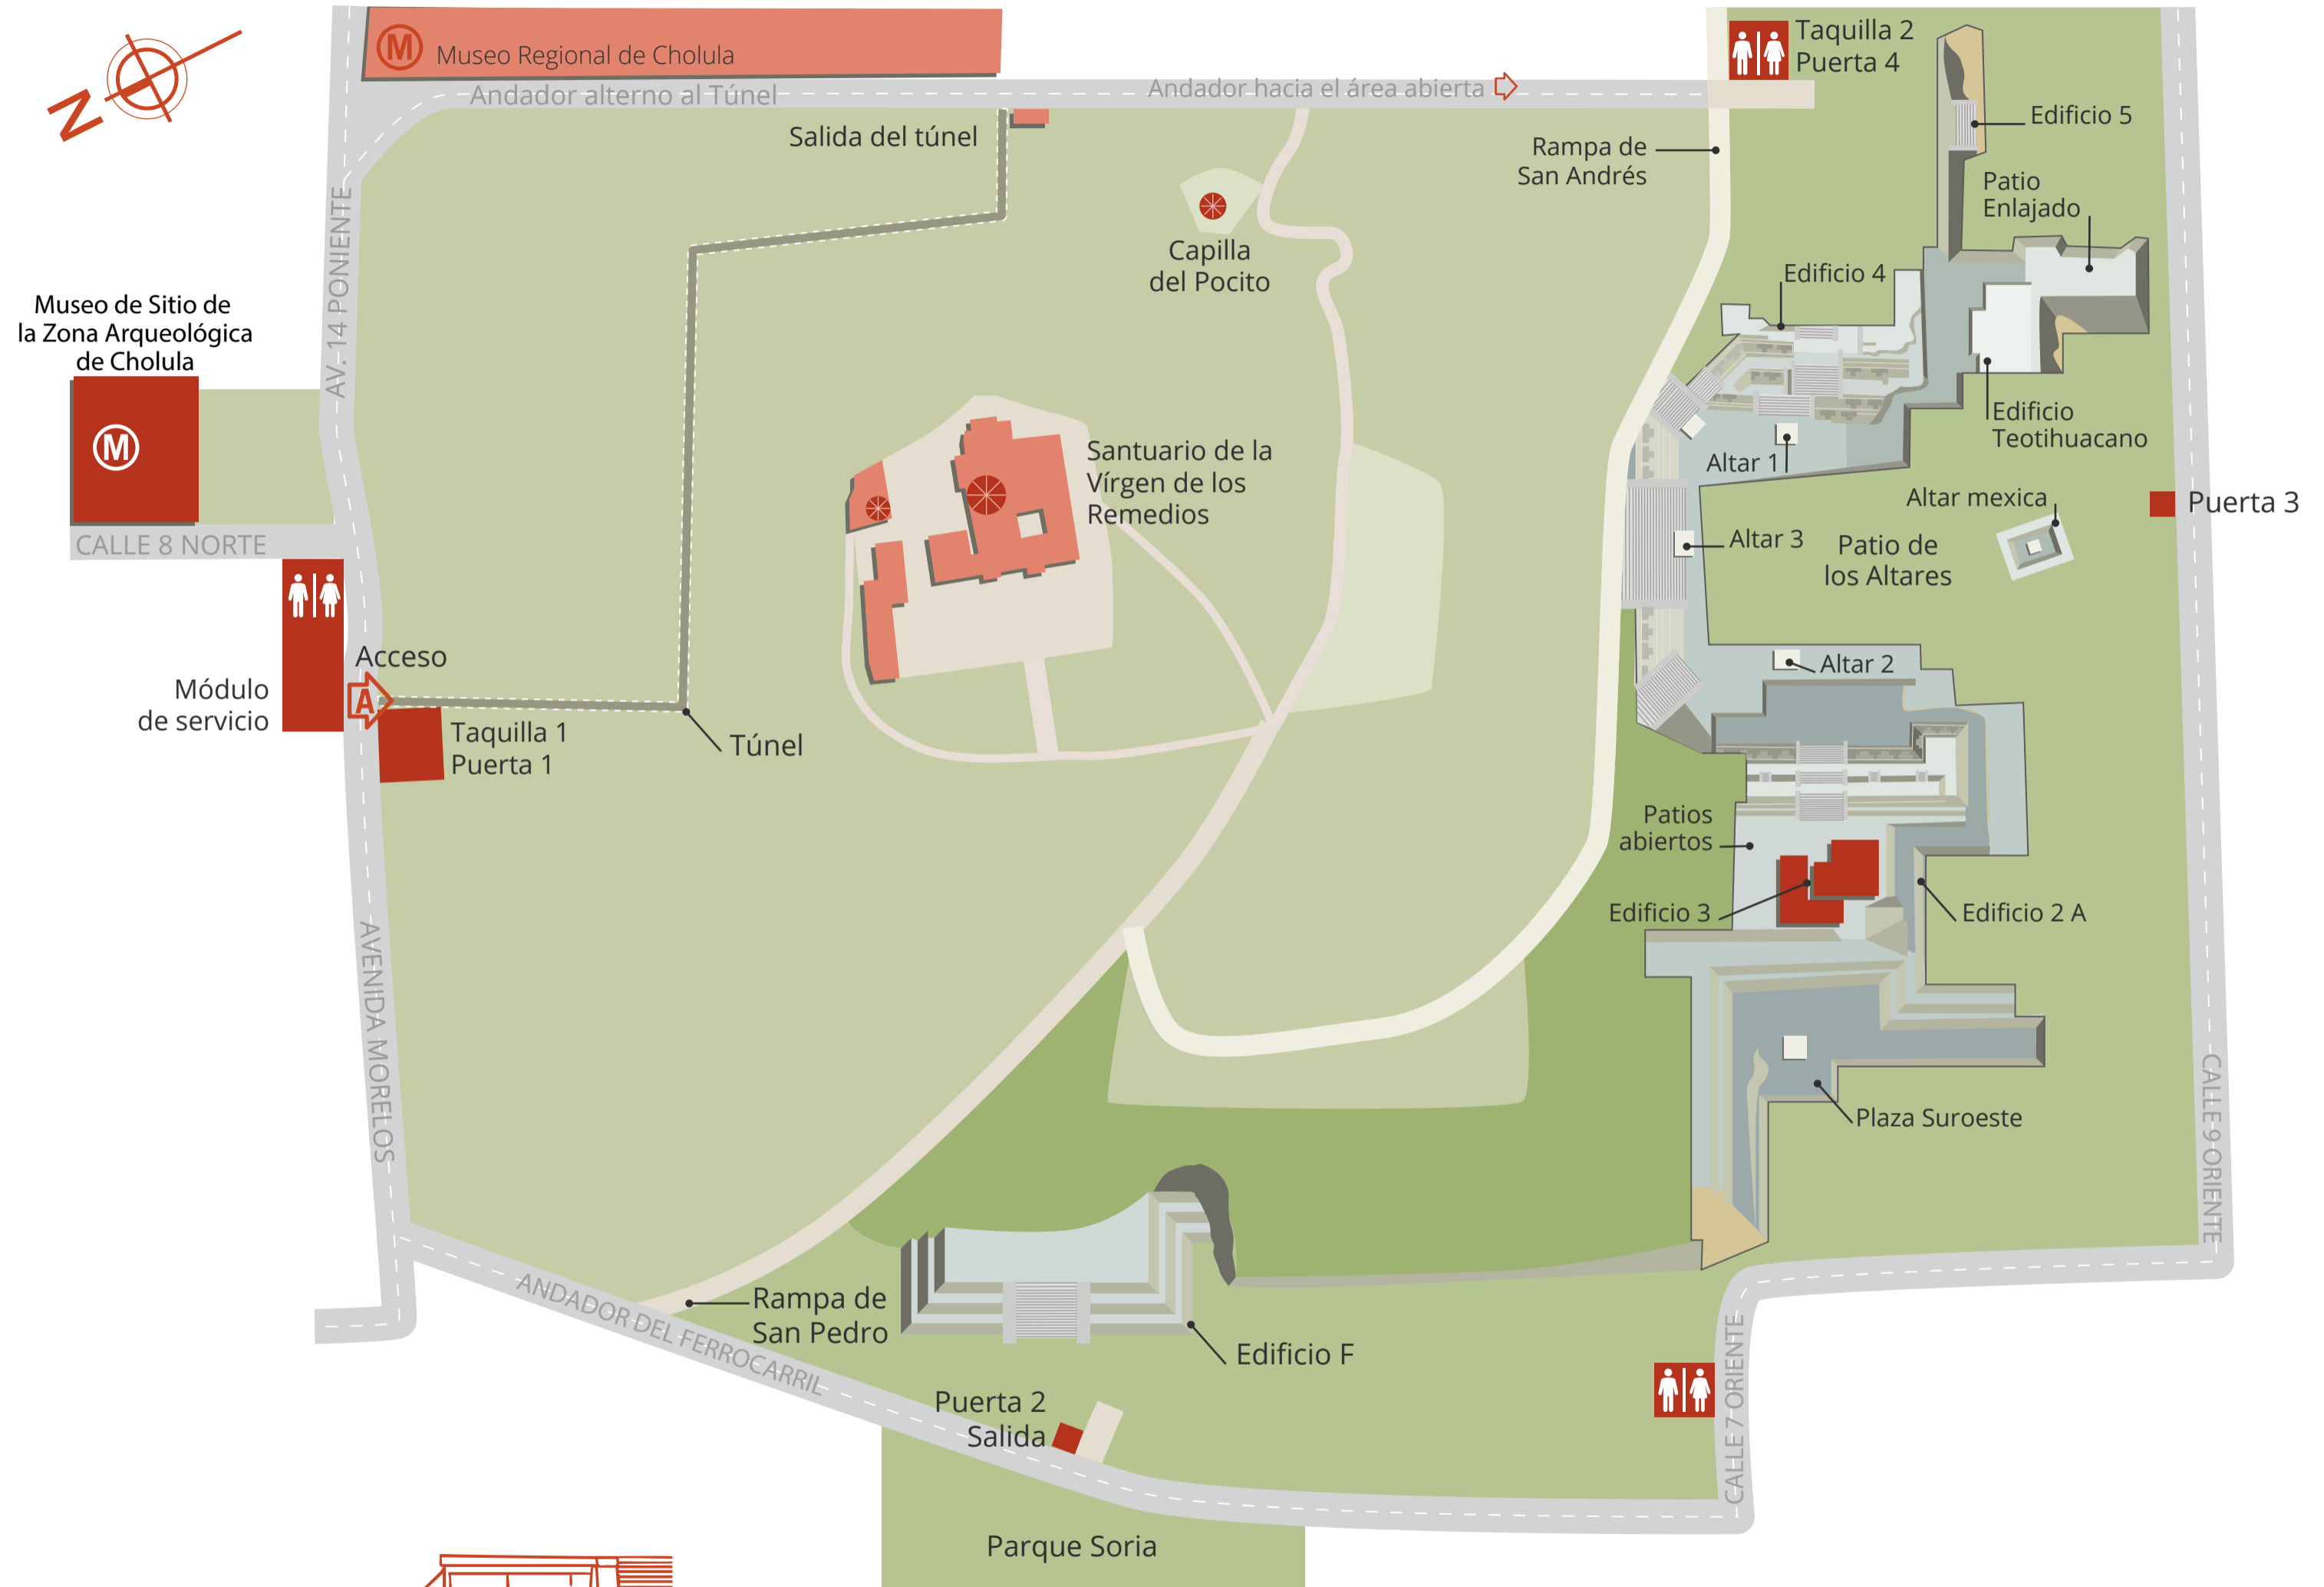 N
M Museo Regional de Cholula
Andador alterno al Túnel
Andador hacia el área abierta
Taquilla 2
Puerta 4
Salida del túnel
Rampa de
San Andrés
Edificio 5
Patio
Enlajado
AV. 14 PONIENTE
Capilla
del Pocito
Edificio 4
Museo de Sitio de
la Zona Arqueológica
de Cholula
M
Edificio
Teotihuacano
Santuario de la
Vírgen de los
Remedios
Altar 1
Altar mexica
Puerta 3
CALLE 8 NORTE
Altar 3
Patio de
los Altares
Acceso
A
Altar 2
Módulo
de servicio
Taquilla 1
Puerta 1
Túnel
Patios
abiertos
Edificio 3
Edificio 2 A
AVENIDA MORELOS
Plaza Suroeste
CALLE 9 ORIENTE
Rampa de
San Pedro
ANDADOR DEL FERROCARRIL
Edificio F
CALLE 7 ORIENTE
Puerta 2
Salida
Parque Soria